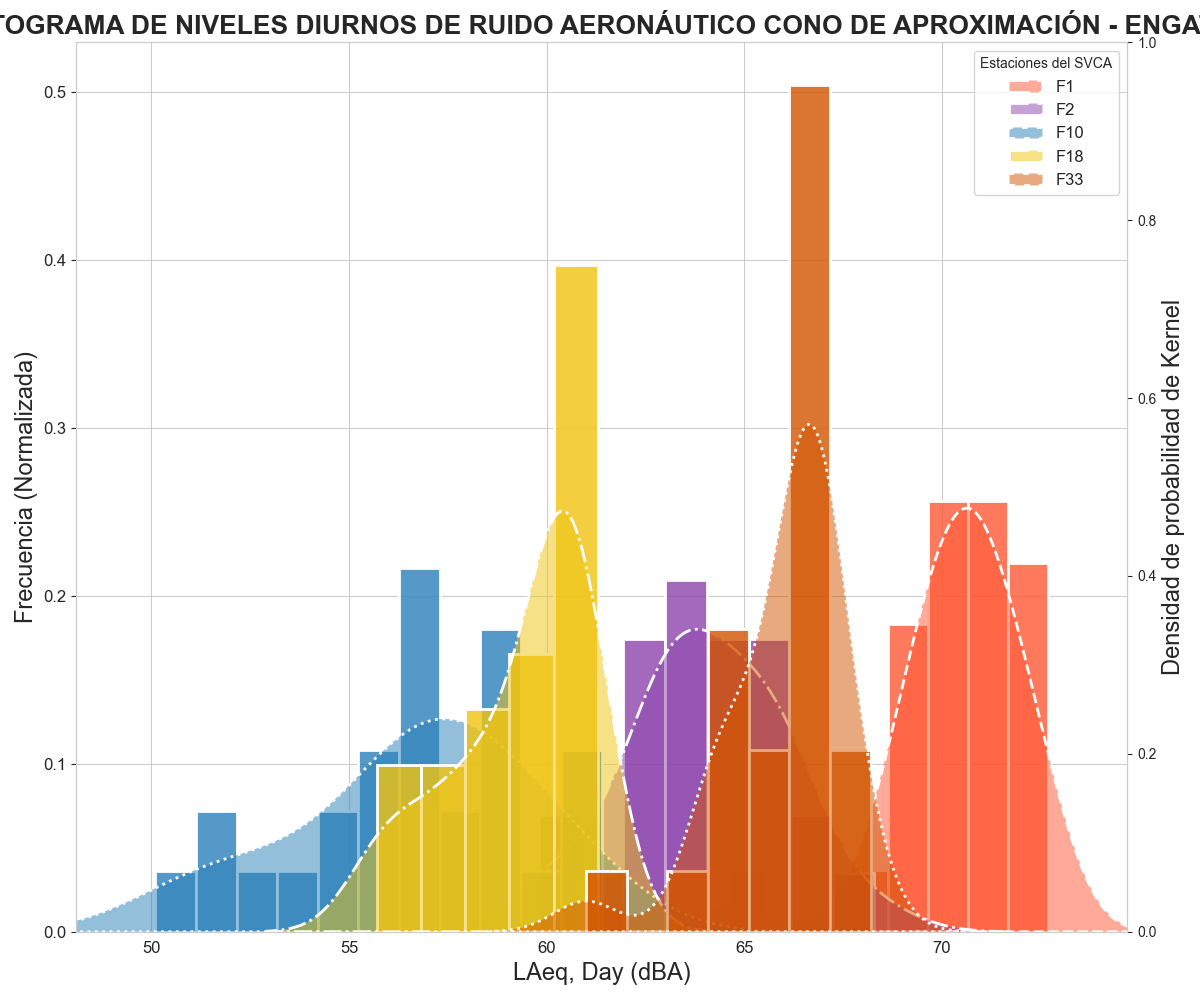 TOGRAMA DE NIVELES DIURNOS DE RUIDO AERONÁUTICO CONO DE APROXIMACIÓN - ENGA
Estaciones del SVCA
F1
F2
F10
F18
F33
Frecuencia (Normalizada)
0.5
0.4
0.3
0.2
0.1
0.0
1.0
0.8
0.6
0.4
0.2
0.0
Densidad de probabilidad de Kernel
50
55
60
65
70
LAeq, Day (dBA)